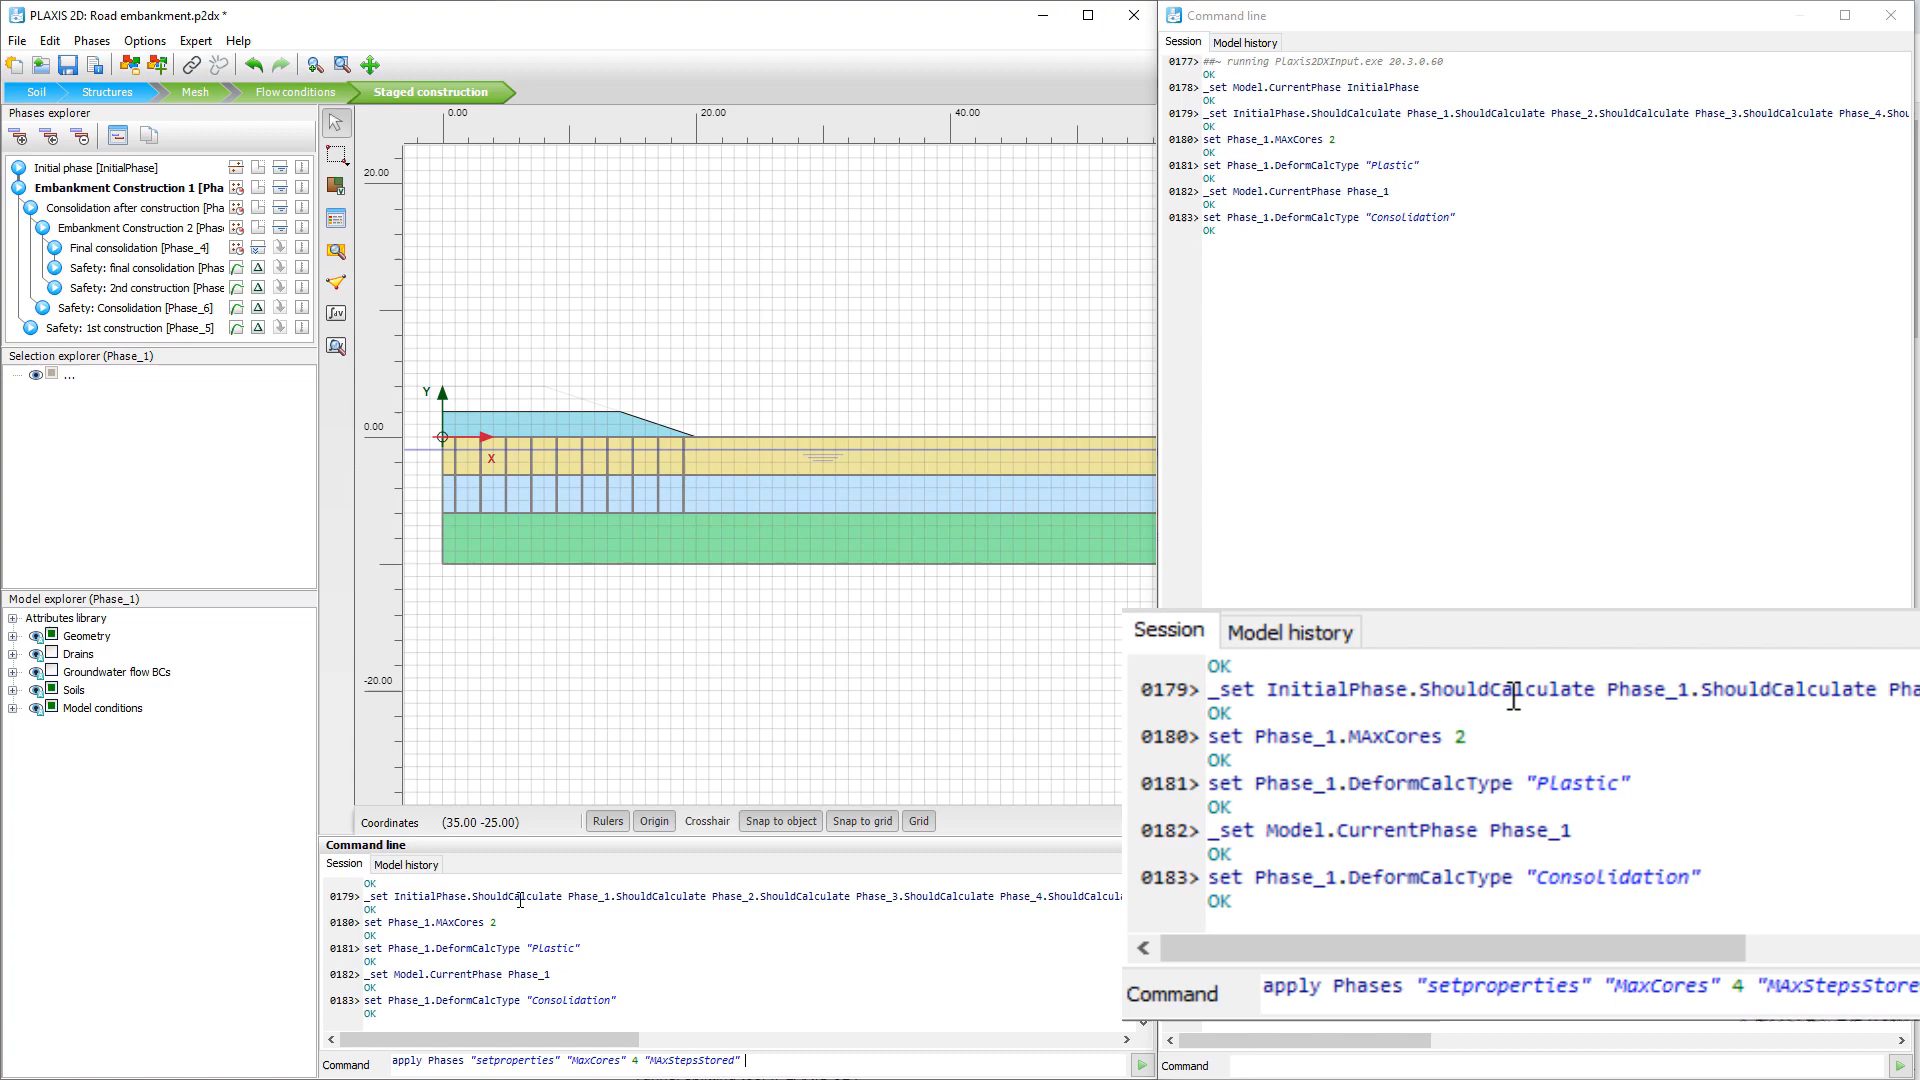 PLAXIS 2D: Road embankment.p2dx *
File Edit Phases Options Expert Help
Soil Structures Mesh Flow conditions Staged construction
Phases explorer
Initial phase [InitialPhase]
Embankment Construction 1 [Pha
Consolidation after construction [Pha
Embankment Construction 2 [Phas
Final consolidation [Phase_4]
Safety: final consolidation [Phas
Safety: 2nd construction [Phase
Safety: Consolidation [Phase_6]
Safety: 1st construction [Phase_5]
Selection explorer (Phase_1)
...
Model explorer (Phase_1)
Attributes library
Geometry
Drains
Groundwater flow BCs
Soils
Model conditions
0.00 20.00 40.00
20.00
0.00
-20.00
Y
X
Coordinates (35.00 -25.00) Rulers Origin Crosshair Snap to object Snap to grid Grid
Command line
Session Model history
OK
0179> _set InitialPhase.ShouldCalculate Phase_1.ShouldCalculate Phase_2.ShouldCalculate Phase_3.ShouldCalculate Phase_4.ShouldCalcula
OK
0180> set Phase_1.MAxCores 2
OK
0181> set Phase_1.DeformCalcType "Plastic"
OK
0182> _set Model.CurrentPhase Phase_1
OK
0183> set Phase_1.DeformCalcType "Consolidation"
OK
Command apply Phases "setproperties" "MaxCores" 4 "MAxStepsStored"
Command line
Session Model history
0177> ##~ running Plaxis2DXInput.exe 20.3.0.60
OK
0178> _set Model.CurrentPhase InitialPhase
OK
0179> _set InitialPhase.ShouldCalculate Phase_1.ShouldCalculate Phase_2.ShouldCalculate Phase_3.ShouldCalculate Phase_4.Shou
OK
0180> set Phase_1.MAxCores 2
OK
0181> set Phase_1.DeformCalcType "Plastic"
OK
0182> _set Model.CurrentPhase Phase_1
OK
0183> set Phase_1.DeformCalcType "Consolidation"
OK
Session Model history
OK
0179> _set InitialPhase.ShouldCalculate Phase_1.ShouldCalculate Pha
OK
0180> set Phase_1.MAxCores 2
OK
0181> set Phase_1.DeformCalcType "Plastic"
OK
0182> _set Model.CurrentPhase Phase_1
OK
0183> set Phase_1.DeformCalcType "Consolidation"
OK
Command apply Phases "setproperties" "MaxCores" 4 "MAxStepsStore
Command